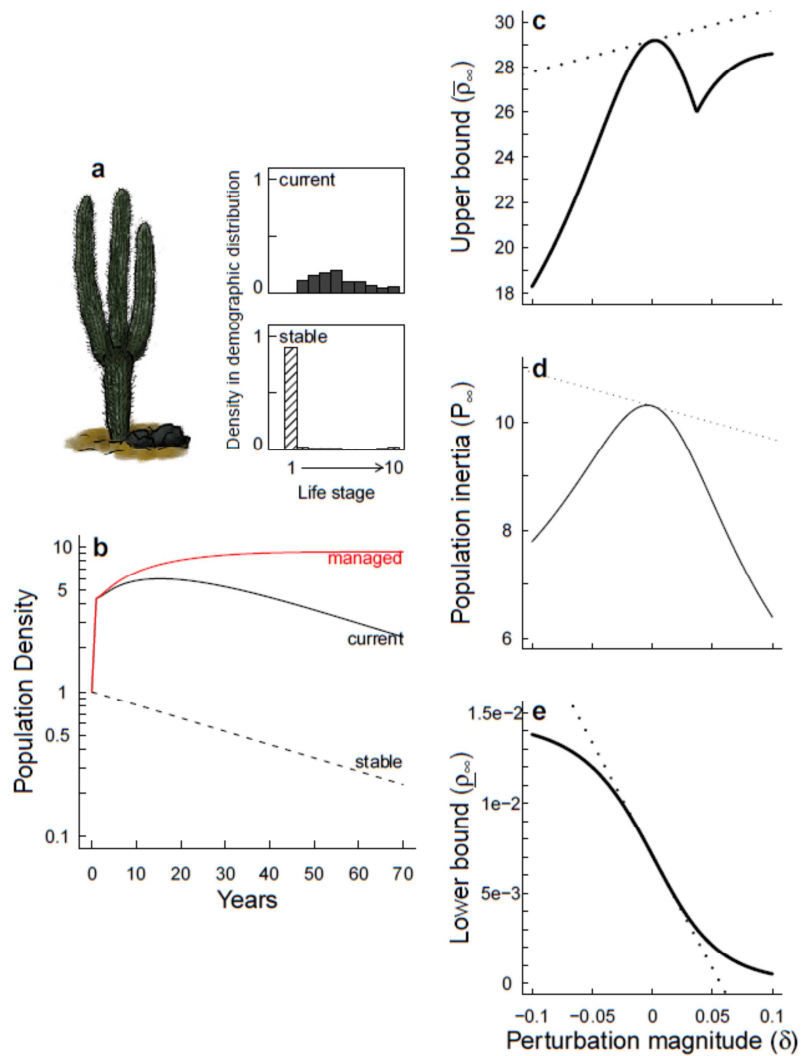 a
Density in demographic distribution
1
current
0
1
stable
0
1 → 10
Life stage
b
Population Density
10
5
1
0.5
0.1
managed
current
stable
0 10 20 30 40 50 60 70
Years
c
Upper bound (ρ̅∞)
30
28
26
24
22
20
18
d
Population inertia (P∞)
10
8
6
e
Lower bound (ρ̲∞)
1.5e−2
1e−2
5e−3
0
−0.1 −0.05 0 0.05 0.1
Perturbation magnitude (δ)